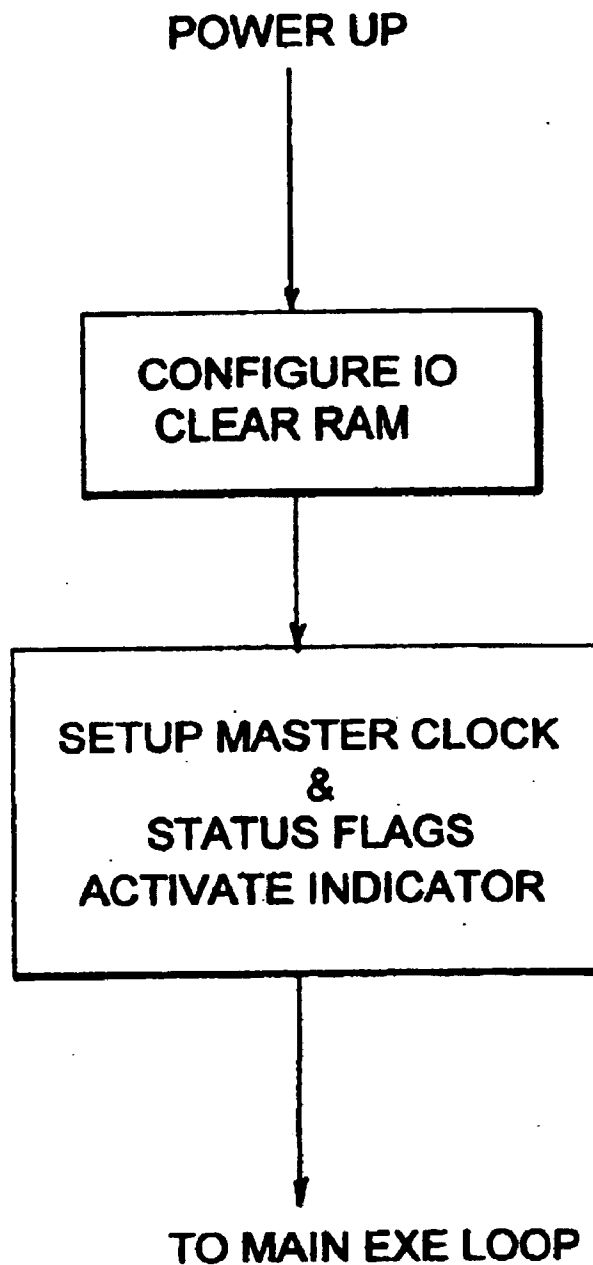 POWER UP
CONFIGURE IO
CLEAR RAM
SETUP MASTER CLOCK
&
STATUS FLAGS
ACTIVATE INDICATOR
TO MAIN EXE LOOP